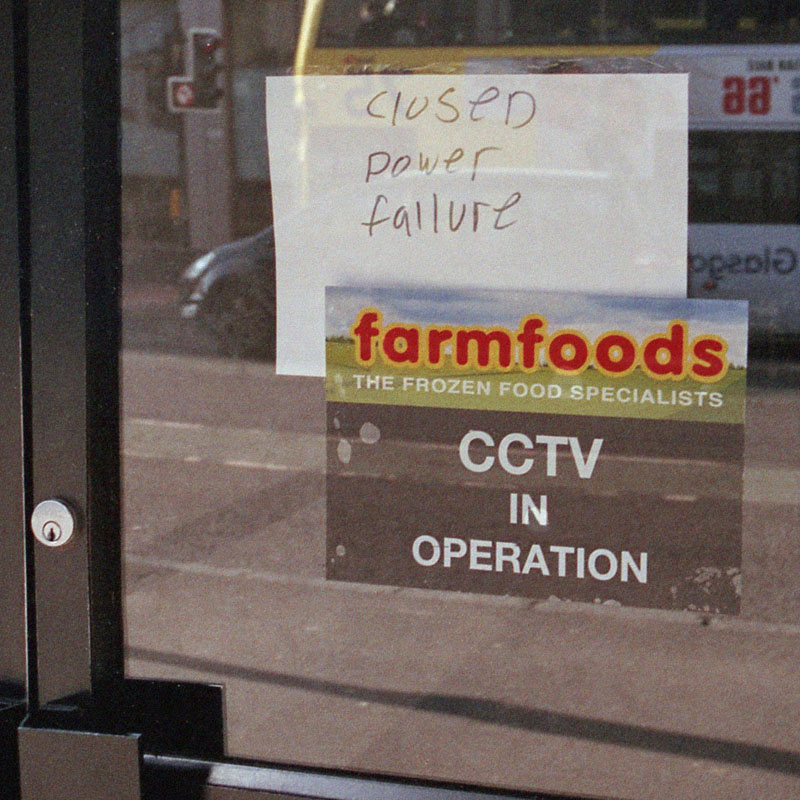 closed
power
failure
farmfoods
THE FROZEN FOOD SPECIALISTS
CCTV
IN
OPERATION